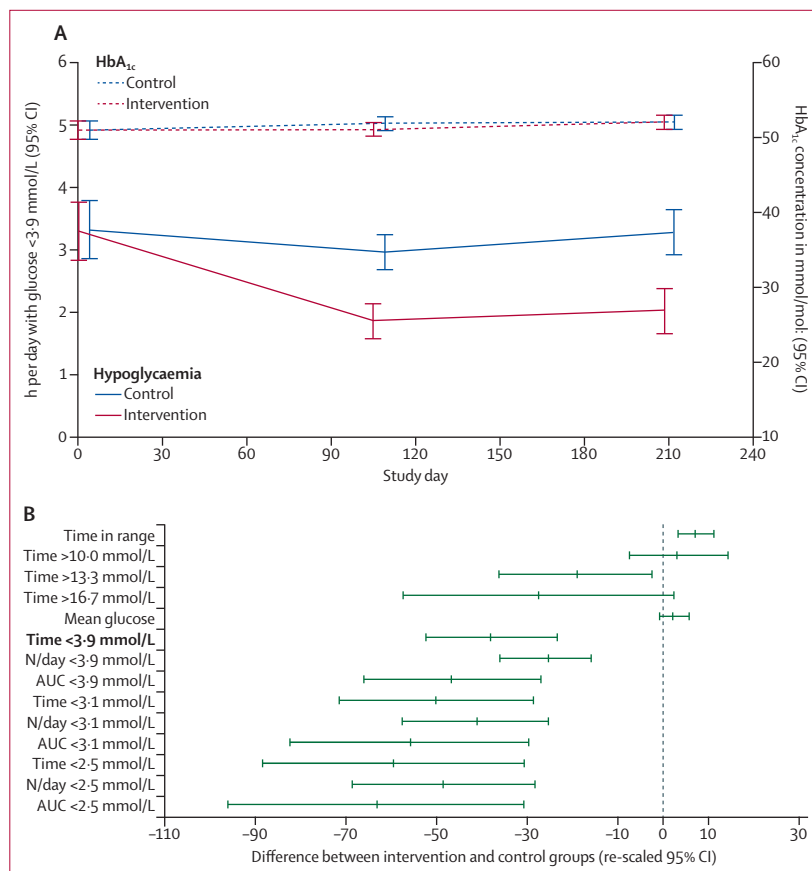 A
HbA1c
Control
Intervention
6
5
4
3
2
1
0
h per day with glucose <3·9 mmol/L (95% CI)
60
50
40
30
20
10
HbA1c concentration in mmol/mol: (95% CI)
Hypoglycaemia
Control
Intervention
0 30 60 90 120 150 180 210 240
Study day
B
Time in range
Time >10·0 mmol/L
Time >13·3 mmol/L
Time >16·7 mmol/L
Mean glucose
Time <3·9 mmol/L
N/day <3·9 mmol/L
AUC <3·9 mmol/L
Time <3·1 mmol/L
N/day <3·1 mmol/L
AUC <3·1 mmol/L
Time <2·5 mmol/L
N/day <2·5 mmol/L
AUC <2·5 mmol/L
–110 –90 –70 –50 –30 –10 0 10 30
Difference between intervention and control groups (re-scaled 95% CI)